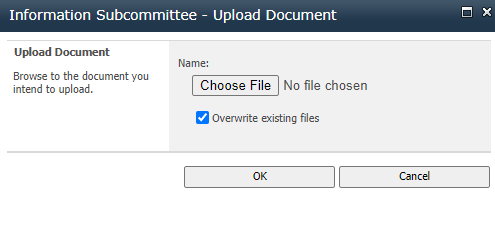 Information Subcommittee - Upload Document
Upload Document
Browse to the document you
intend to upload.
Name:
Choose File No file chosen
Overwrite existing files
OK
Cancel